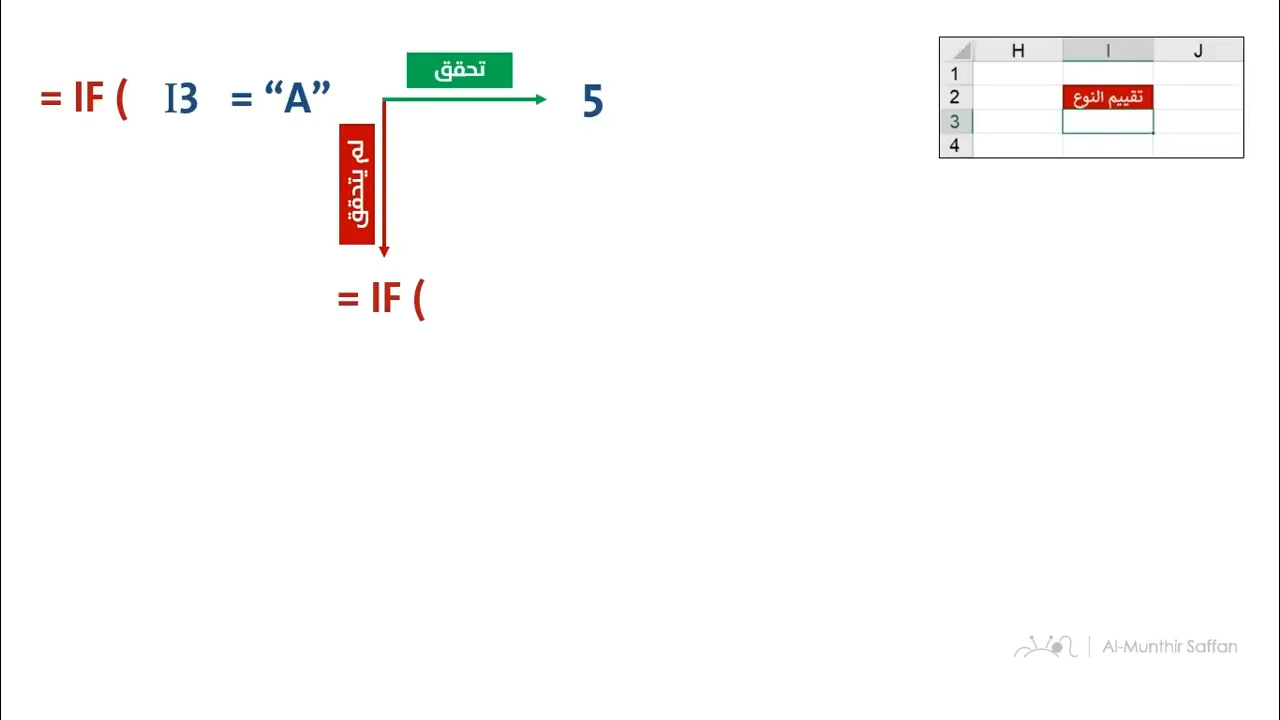 = IF ( I3 = “A” تحقق 5
لم يتحقق
= IF (
H I J
1
2 تقييم النوع
3
4
Al-Munthir Saffan